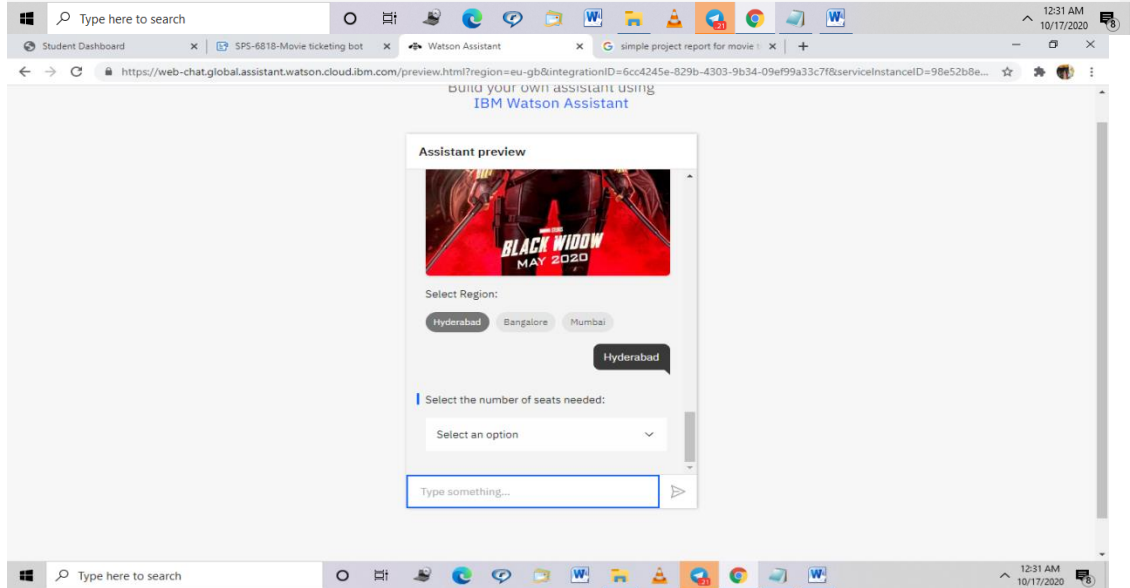 Type here to search
21
W
12:31 AM
10/17/2020
8
Student Dashboard
SPS-6818-Movie ticketing bot
Watson Assistant
simple project report for movie t
https://web-chat.global.assistant.watson.cloud.ibm.com/preview.html?region=eu-gb&integrationID=6cc4245e-829b-4303-9b34-09ef99a33c7f&serviceInstanceID=98e52b8e...
Build your own assistant using
IBM Watson Assistant
Assistant preview
BLACK WIDOW
MAY 2020
Select Region:
Hyderabad Bangalore Mumbai
Hyderabad
Select the number of seats needed:
Select an option
Type something...
Type here to search
21
W
12:31 AM
10/17/2020
8